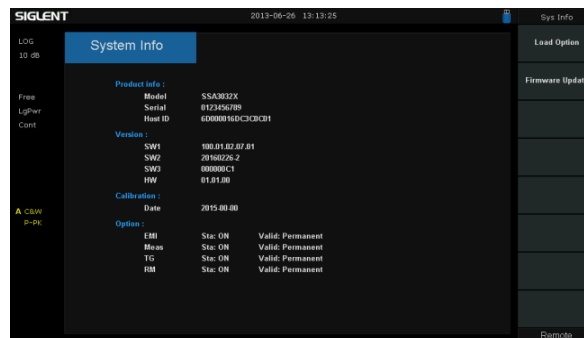 SIGLENT 2013-06-26 13:13:25 Sys Info
LOG
10 dB
System Info
Load Option
Firmware Updat
Free
LgPwr
Cont
A C&W
P-PK
Product info :
Model SSA3032X
Serial 0123456789
Host ID 6D000016DC3C0C01
Version :
SW1 100.01.02.07.01
SW2 20160226-2
SW3 000000C1
HW 01.01.00
Calibration :
Date 2015-00-00
Option :
EMI Sta: ON Valid: Permanent
Meas Sta: ON Valid: Permanent
TG Sta: ON Valid: Permanent
RM Sta: ON Valid: Permanent
Remote